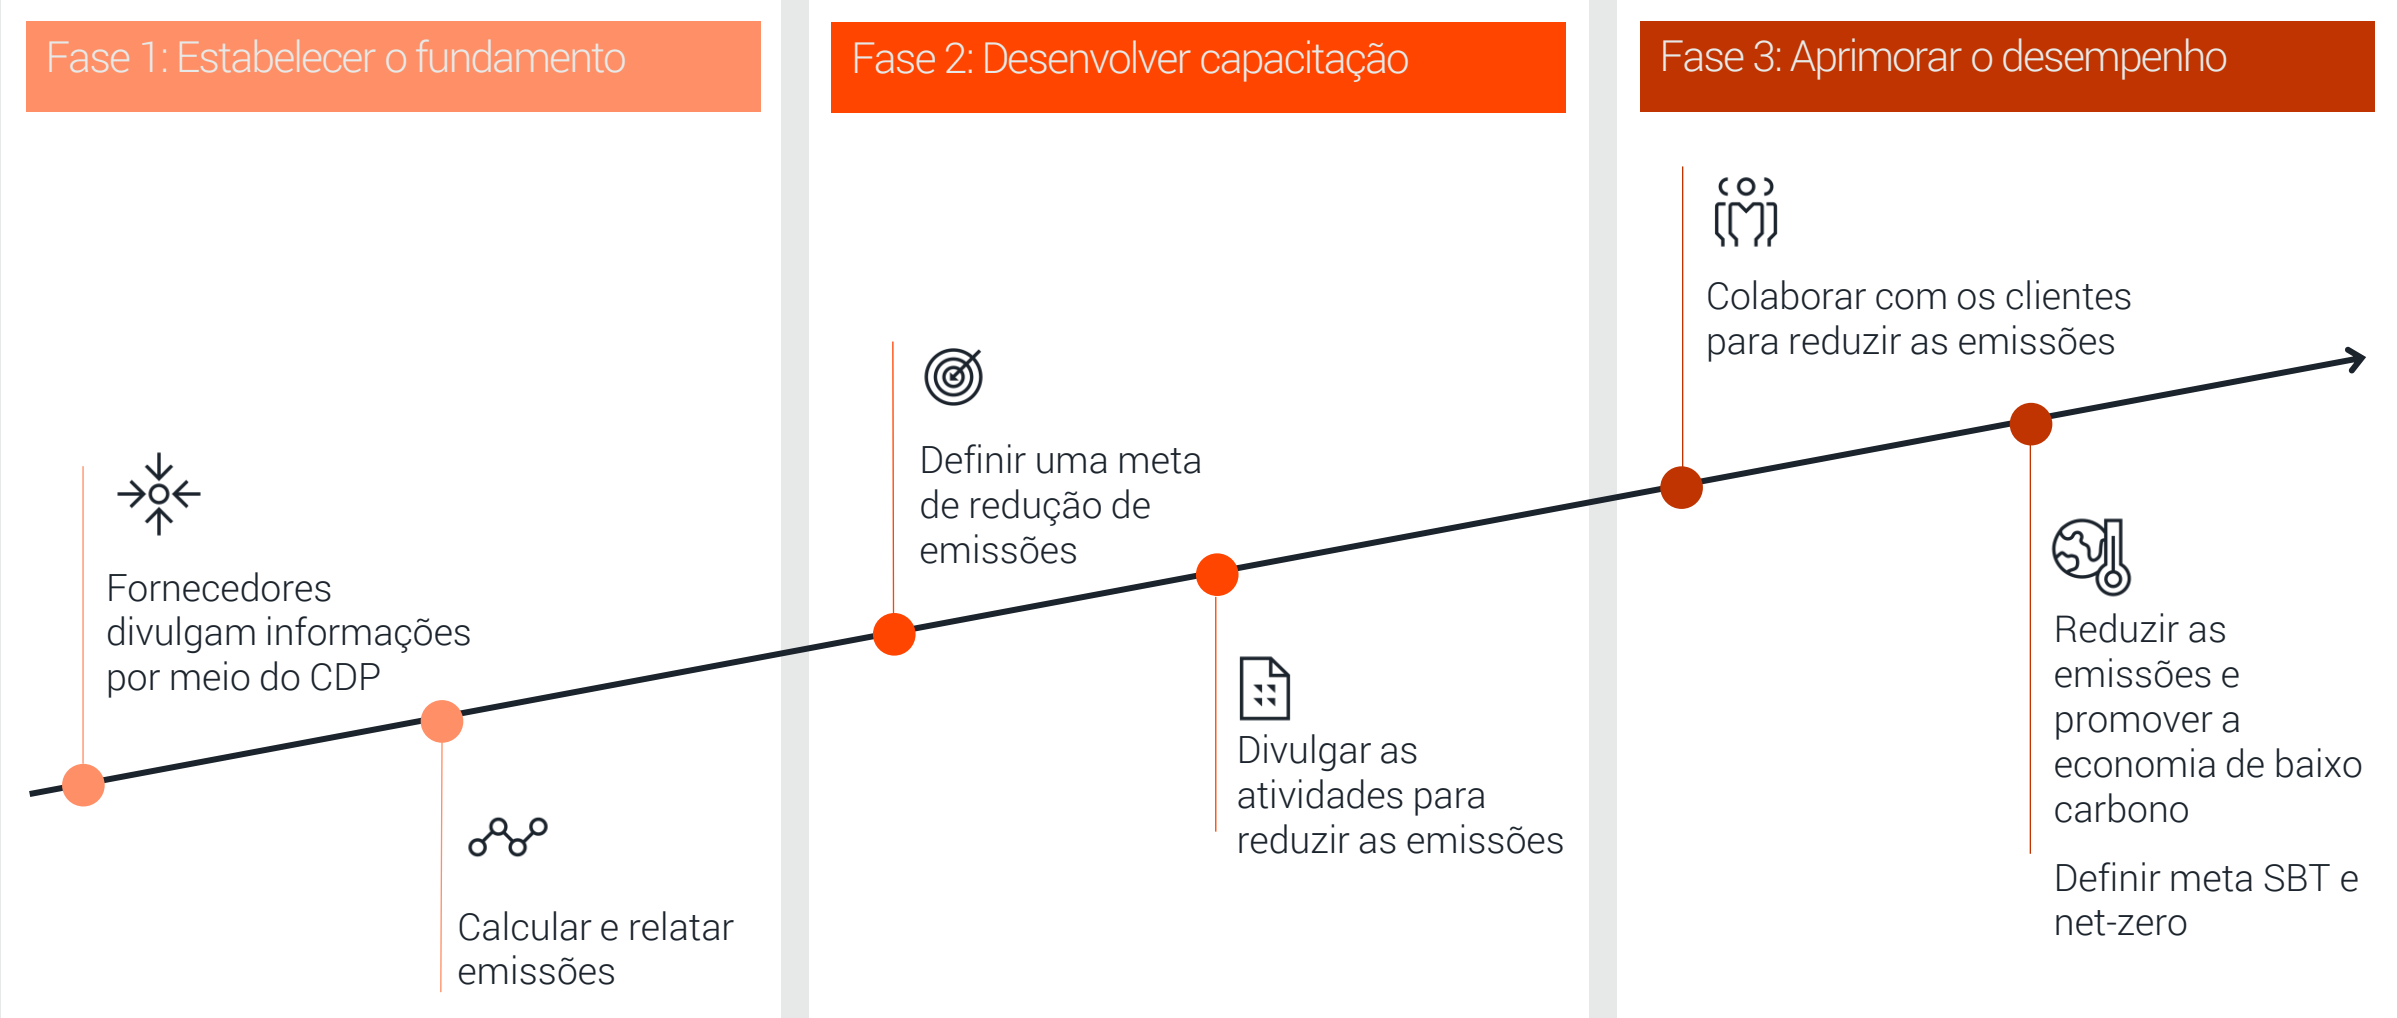 Fase 1: Estabelecer o fundamento
Fornecedores
divulgam informações
por meio do CDP
Calcular e relatar
emissões
Fase 2: Desenvolver capacitação
Definir uma meta
de redução de
emissões
Divulgar as
atividades para
reduzir as emissões
Fase 3: Aprimorar o desempenho
Colaborar com os clientes
para reduzir as emissões
Reduzir as
emissões e
promover a
economia de baixo
carbono
Definir meta SBT e
net-zero